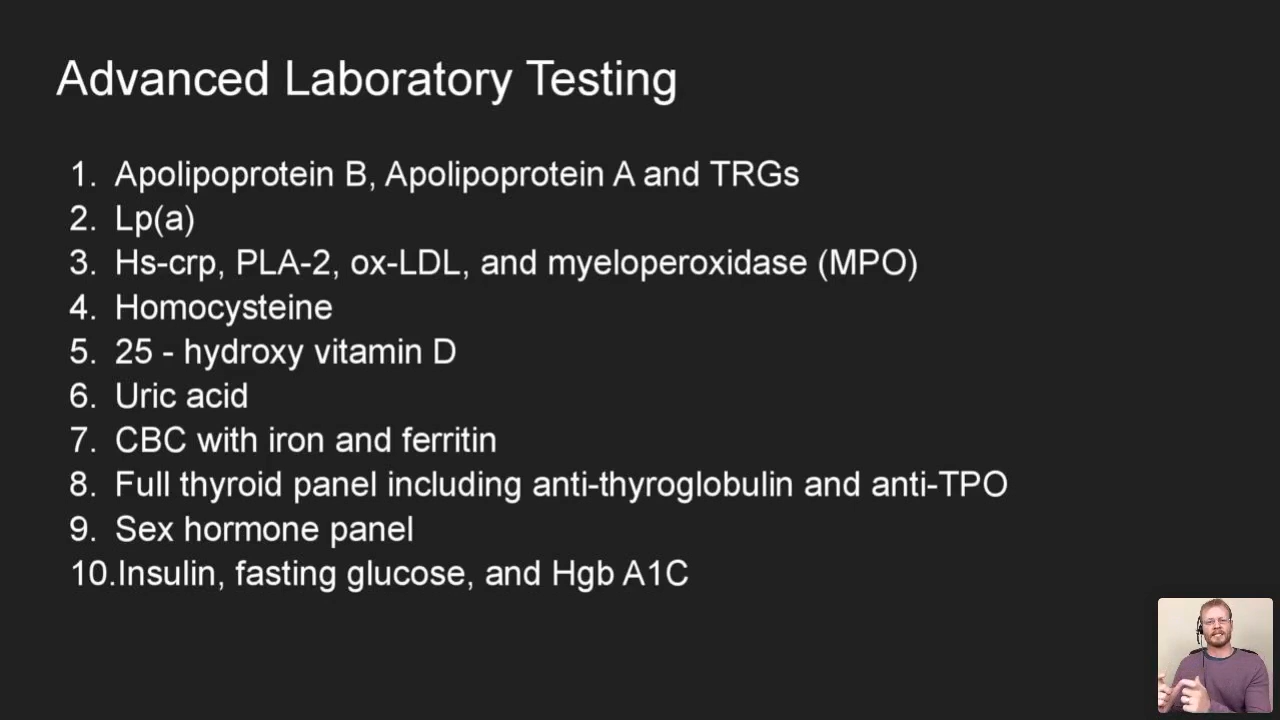 Advanced Laboratory Testing
1. Apolipoprotein B, Apolipoprotein A and TRGs
2. Lp(a)
3. Hs-crp, PLA-2, ox-LDL, and myeloperoxidase (MPO)
4. Homocysteine
5. 25 - hydroxy vitamin D
6. Uric acid
7. CBC with iron and ferritin
8. Full thyroid panel including anti-thyroglobulin and anti-TPO
9. Sex hormone panel
10.Insulin, fasting glucose, and Hgb A1C